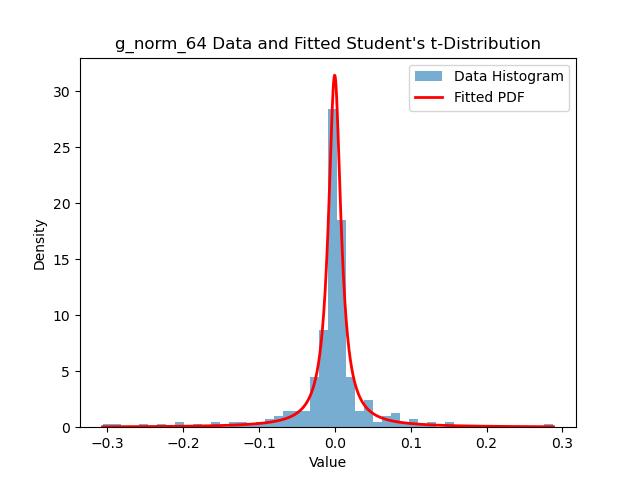 g_norm_64 Data and Fitted Student's t-Distribution
Data Histogram
Fitted PDF
30
25
20
15
10
5
0
Density
−0.3 −0.2 −0.1 0.0 0.1 0.2 0.3
Value